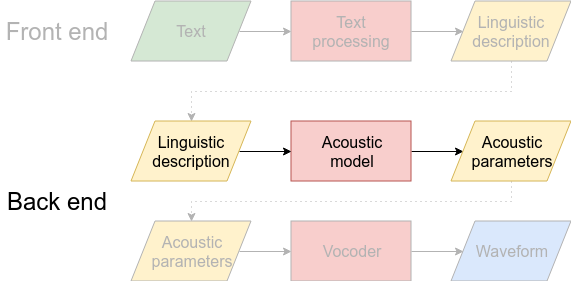 Front end
Text
Text
processing
Linguistic
description
Linguistic
description
Acoustic
model
Acoustic
parameters
Back end
Acoustic
parameters
Vocoder
Waveform